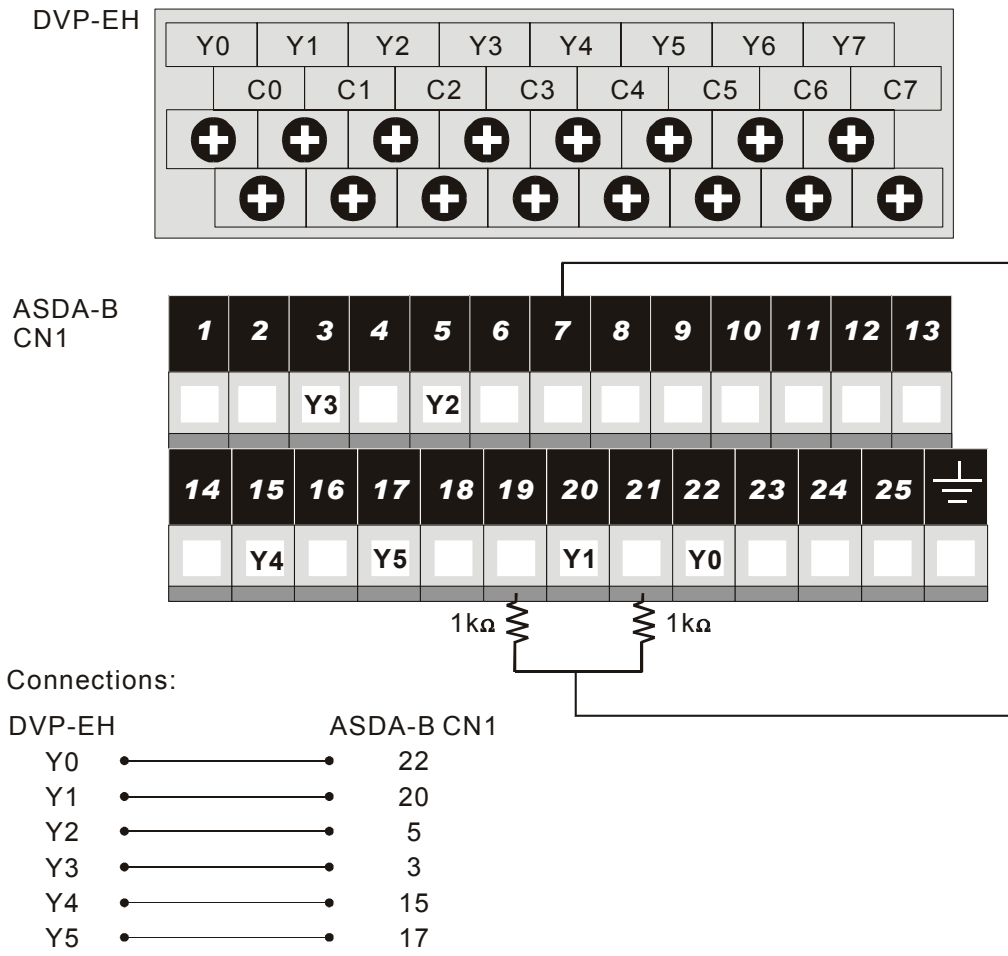 DVP-EH
Y0 Y1 Y2 Y3 Y4 Y5 Y6 Y7
C0 C1 C2 C3 C4 C5 C6 C7
ASDA-B
CN1
1 2 3 4 5 6 7 8 9 10 11 12 13
Y3 Y2
14 15 16 17 18 19 20 21 22 23 24 25
Y4 Y5 Y1 Y0
1kΩ 1kΩ
Connections:
DVP-EH ASDA-B CN1
Y0 22
Y1 20
Y2 5
Y3 3
Y4 15
Y5 17